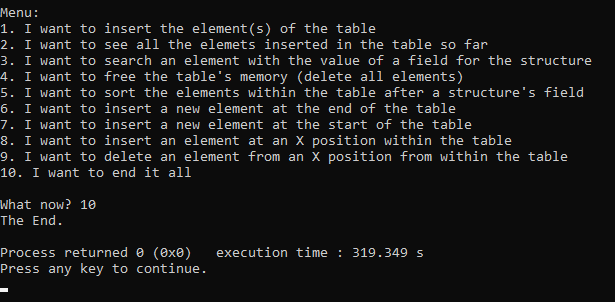 Menu:
1. I want to insert the element(s) of the table
2. I want to see all the elemets inserted in the table so far
3. I want to search an element with the value of a field for the structure
4. I want to free the table's memory (delete all elements)
5. I want to sort the elements within the table after a structure's field
6. I want to insert a new element at the end of the table
7. I want to insert a new element at the start of the table
8. I want to insert an element at an X position within the table
9. I want to delete an element from an X position from within the table
10. I want to end it all
What now? 10
The End.
Process returned 0 (0x0)   execution time : 319.349 s
Press any key to continue.